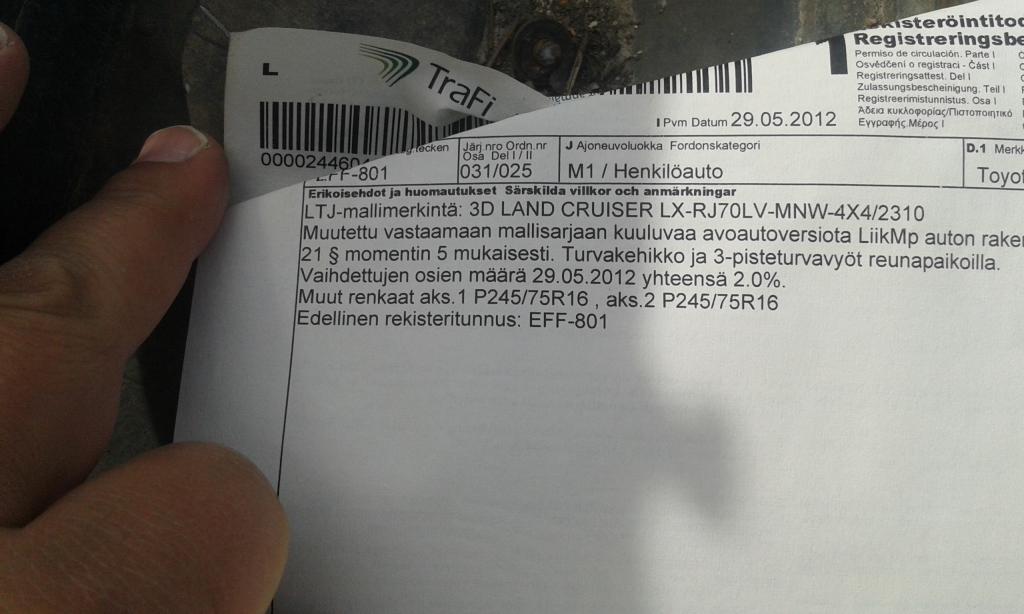 L
TraFi
000024460
isteröintitod
Registreringsbe
Permiso de circulación. Parte I
Osvědčení o registraci - Část I
Registreringsattest. Del I
Zulassungsbescheinigung. Teil I
Registreerimistunnistus. Osa I
Άδεια κυκλοφορίας/Πιστοποιητικό
Εγγραφής.Μέρος I
1
I Pvm Datum 29.05.2012
EFF-801
Järj.nro Ordn.nr
Osa Del I / II
031/025
J Ajoneuvoluokka Fordonskategori
M1 / Henkilöauto
D.1 Merkk
Toyot
Erikoisehdot ja huomautukset Särskilda villkor och anmärkningar
LTJ-mallimerkintä: 3D LAND CRUISER LX-RJ70LV-MNW-4X4/2310
Muutettu vastaamaan mallisarjaan kuuluvaa avoautoversiota LiikMp auton raken
21 § momentin 5 mukaisesti. Turvakehikko ja 3-pisteturvavyöt reunapaikoilla.
Vaihdettujen osien määrä 29.05.2012 yhteensä 2.0%.
Muut renkaat aks.1 P245/75R16 , aks.2 P245/75R16
Edellinen rekisteritunnus: EFF-801